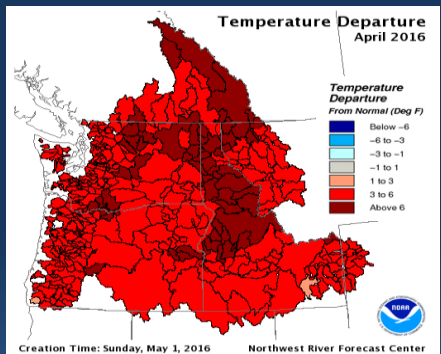 Temperature Departure
April 2016
Temperature
Departure
From Normal (Deg F)
Below -6
-6 to -3
-3 to -1
-1 to 1
1 to 3
3 to 6
Above 6
NOAA
Creation Time: Sunday, May 1, 2016
Northwest River Forecast Center